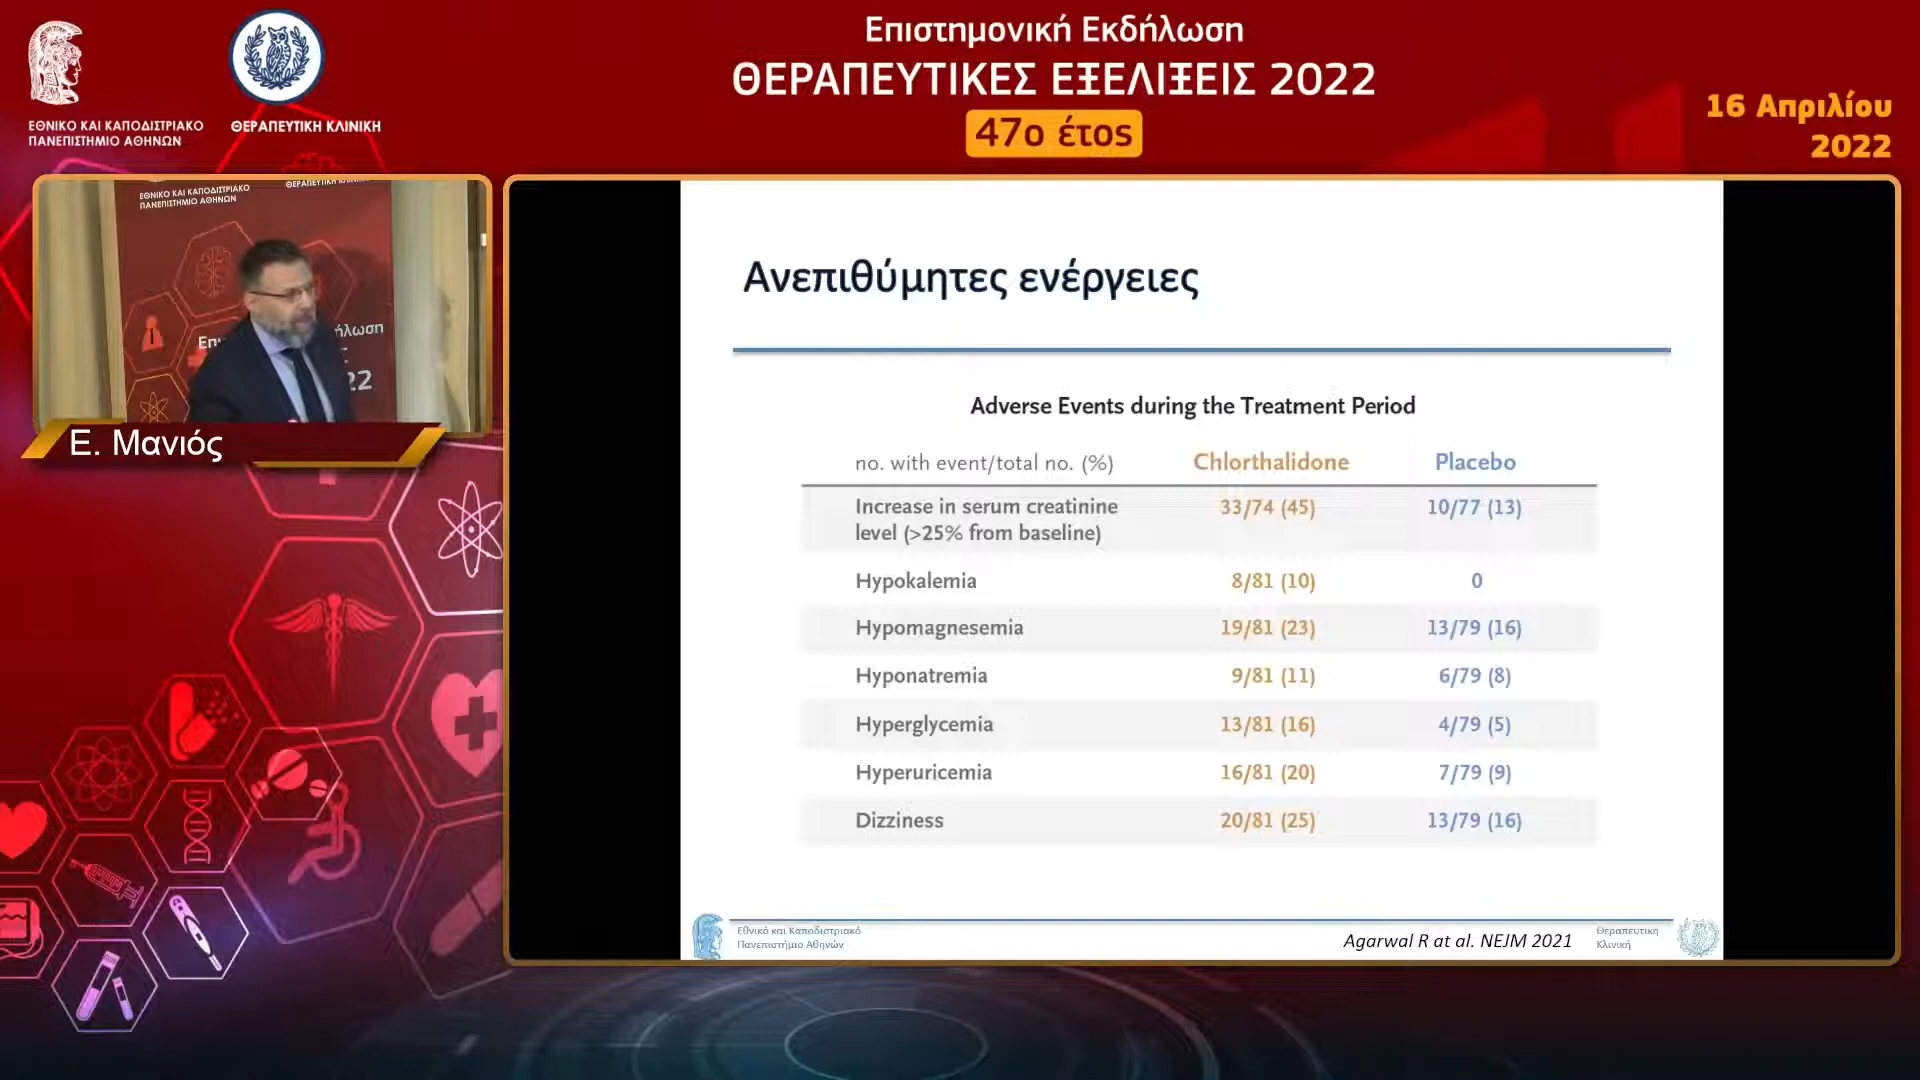 Επιστημονική Εκδήλωση
ΘΕΡΑΠΕΥΤΙΚΕΣ ΕΞΕΛΙΞΕΙΣ 2022
47ο έτος
16 Απριλίου
2022
ΕΘΝΙΚΟ ΚΑΙ ΚΑΠΟΔΙΣΤΡΙΑΚΟ
ΠΑΝΕΠΙΣΤΗΜΙΟ ΑΘΗΝΩΝ
ΘΕΡΑΠΕΥΤΙΚΗ ΚΛΙΝΙΚΗ
ΕΘΝΙΚΟ ΚΑΙ ΚΑΠΟΔΙΣΤΡΙΑΚΟ
ΠΑΝΕΠΙΣΤΗΜΙΟ ΑΘΗΝΩΝ
Ε. Μανιός
Ανεπιθύμητες ενέργειες
Adverse Events during the Treatment Period
no. with event/total no. (%) Chlorthalidone Placebo
Increase in serum creatinine 33/74 (45) 10/77 (13)
level (>25% from baseline)
Hypokalemia 8/81 (10) 0
Hypomagnesemia 19/81 (23) 13/79 (16)
Hyponatremia 9/81 (11) 6/79 (8)
Hyperglycemia 13/81 (16) 4/79 (5)
Hyperuricemia 16/81 (20) 7/79 (9)
Dizziness 20/81 (25) 13/79 (16)
Εθνικό και Καποδιστριακό
Πανεπιστήμιο Αθηνών
Agarwal R at al. NEJM 2021
Θεραπευτική
Κλινική